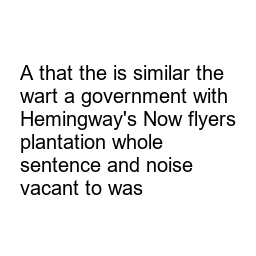 A that the is similar the
wart a government with
Hemingway's Now flyers
plantation whole
sentence and noise
vacant to was